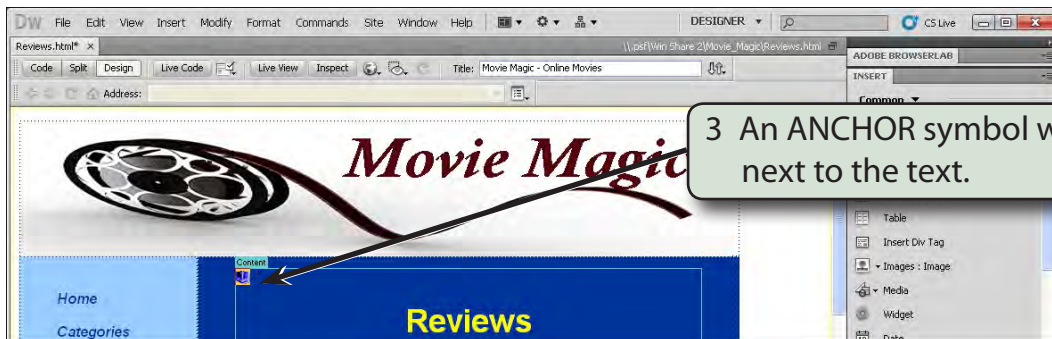 DW File Edit View Insert Modify Format Commands Site Window Help DESIGNER CS Live
Reviews.html* × \\.psf\Win Share 2\Movie_Magic\Reviews.html
Code Split Design Live Code Live View Inspect Title: Movie Magic - Online Movies
Address:
ADOBE BROWSERLAB
INSERT
Common
Movie Magic
3 An ANCHOR symbol
next to the text.
Table
Insert Div Tag
Images : Image
Media
Widget
Date
Content
Home
Categories
Reviews